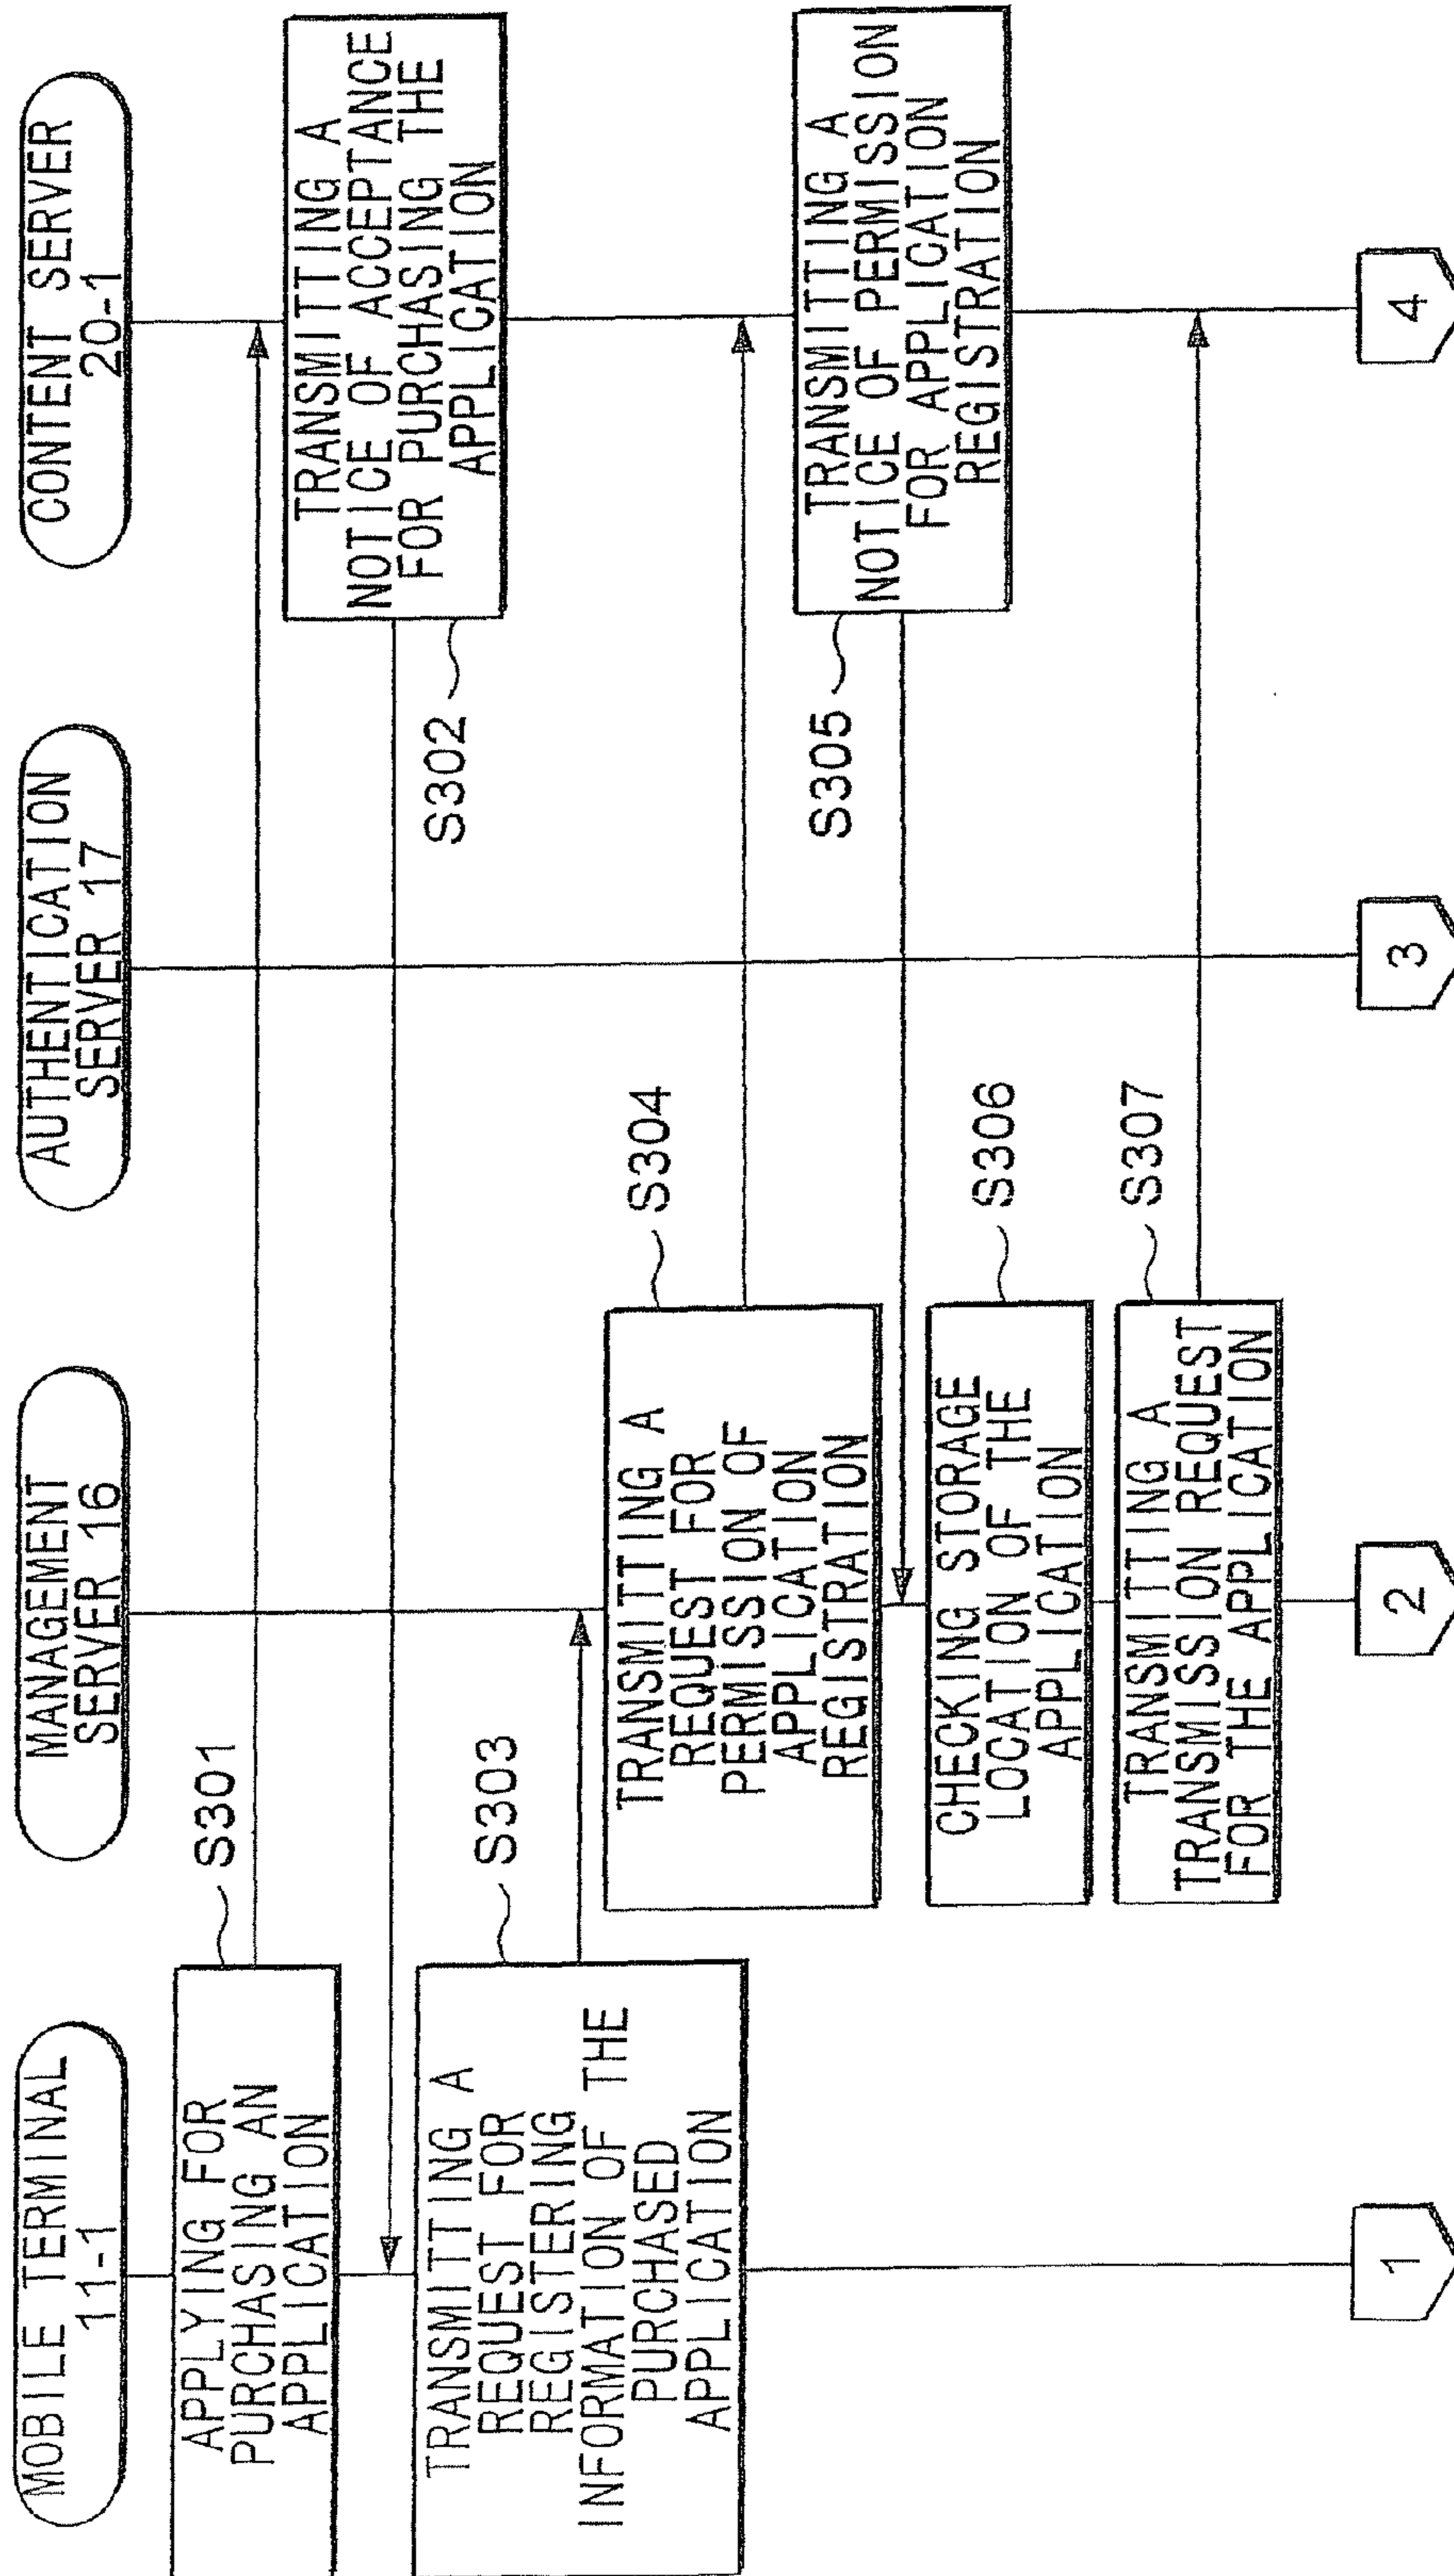 MOBILE TERMINAL
11-1
MANAGEMENT
SERVER 16
AUTHENTICATION
SERVER 17
CONTENT SERVER
20-1
APPLYING FOR
PURCHASING AN
APPLICATION
S301
TRANSMITTING A
NOTICE OF ACCEPTANCE
FOR PURCHASING THE
APPLICATION
S302
TRANSMITTING A
REQUEST FOR
REGISTERING
INFORMATION OF THE
PURCHASED
APPLICATION
S303
TRANSMITTING A
REQUEST FOR
PERMISSION OF
APPLICATION
REGISTRATION
S304
TRANSMITTING A
NOTICE OF PERMISSION
FOR APPLICATION
REGISTRATION
S305
CHECKING STORAGE
LOCATION OF THE
APPLICATION
S306
TRANSMITTING A
TRANSMISSION REQUEST
FOR THE APPLICATION
S307
1
2
3
4